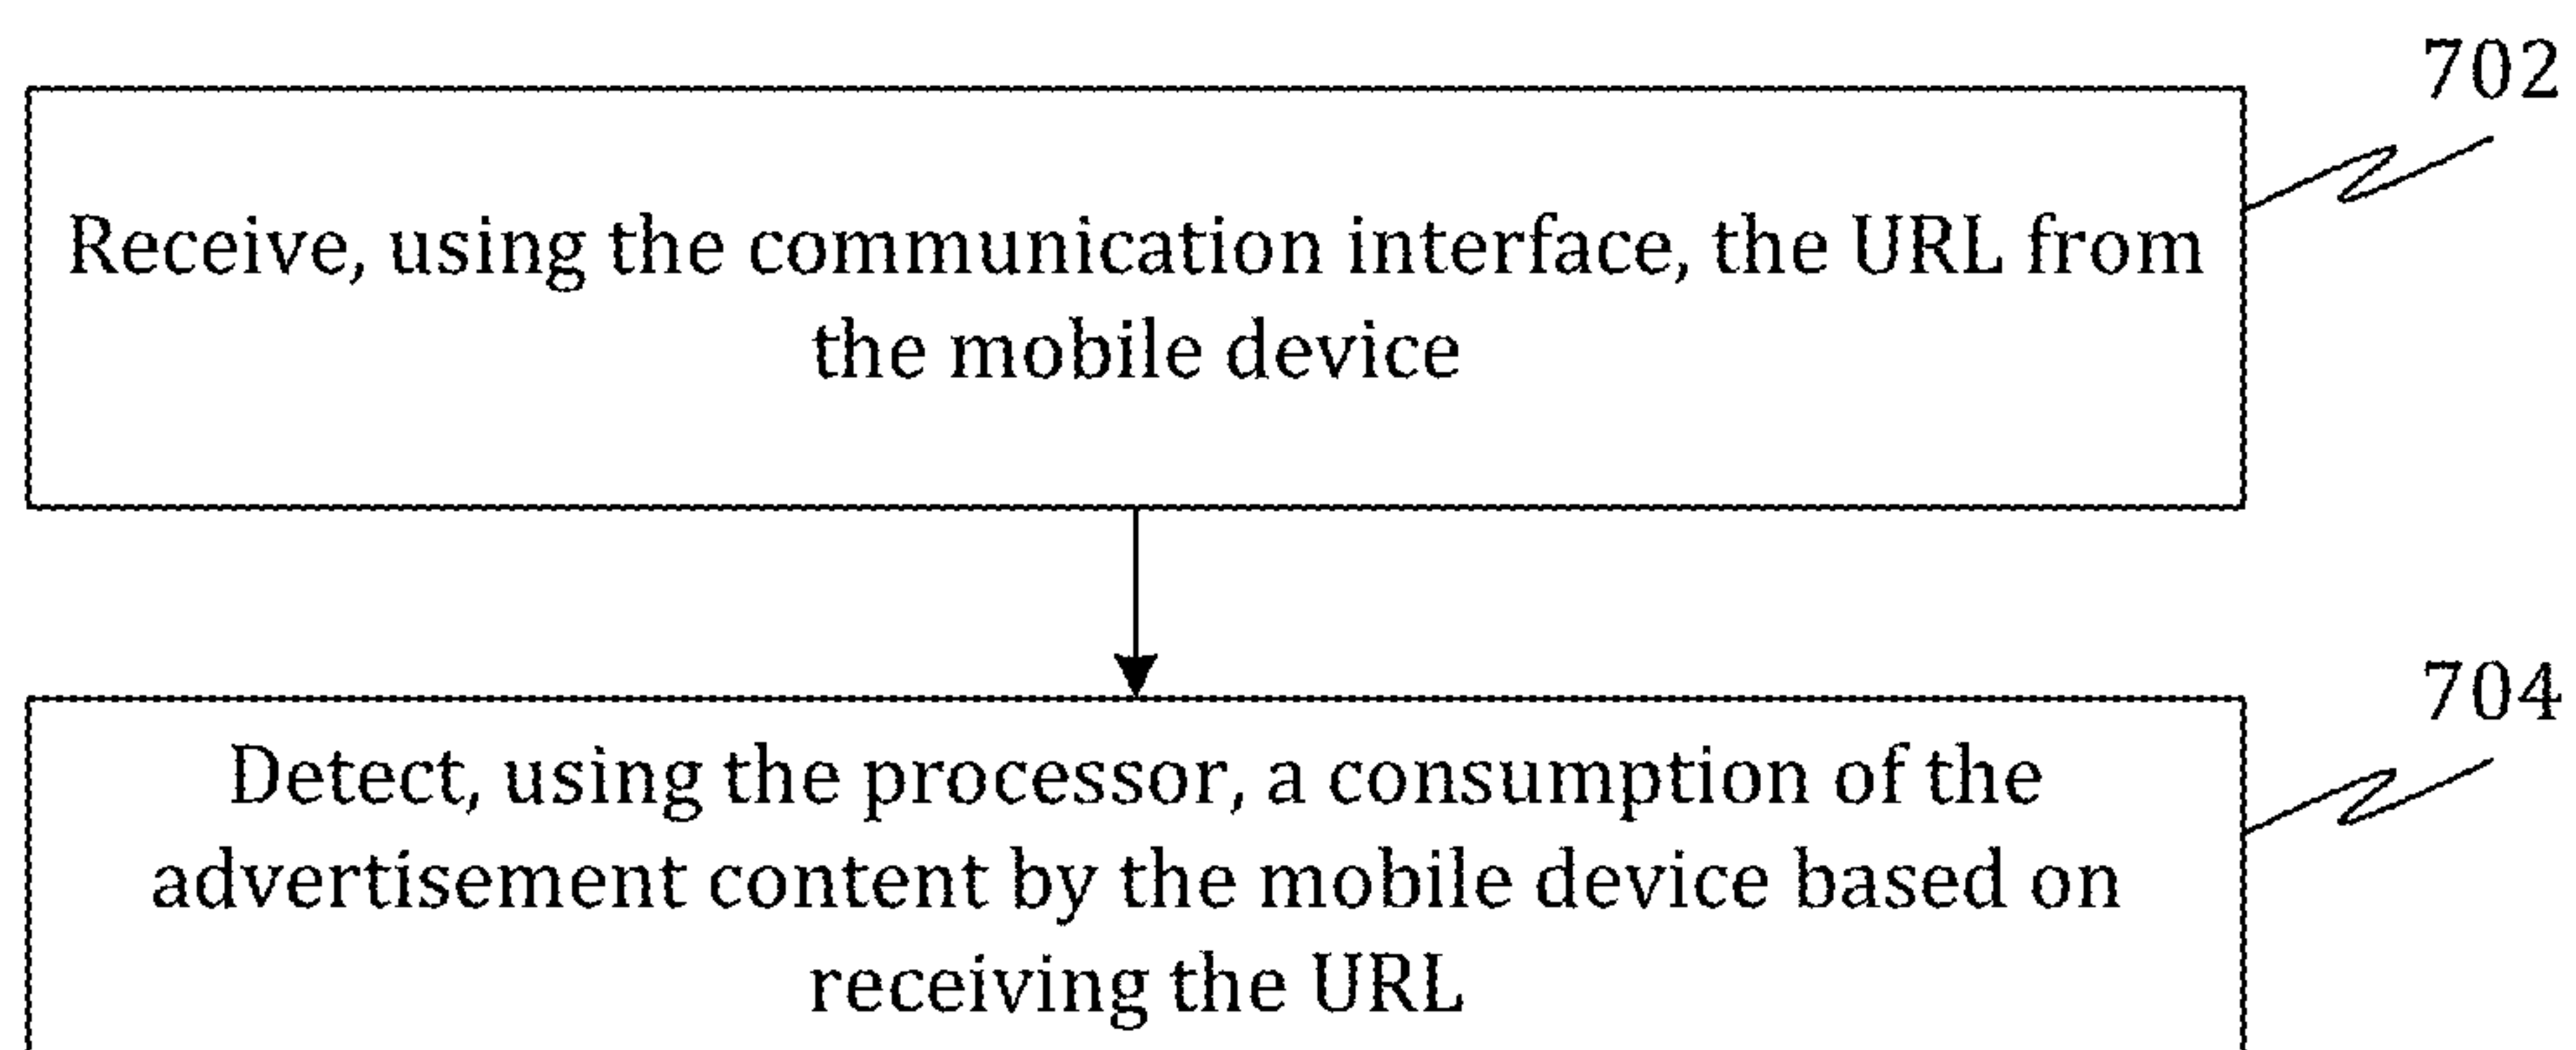 702
Receive, using the communication interface, the URL from
the mobile device
704
Detect, using the processor, a consumption of the
advertisement content by the mobile device based on
receiving the URL